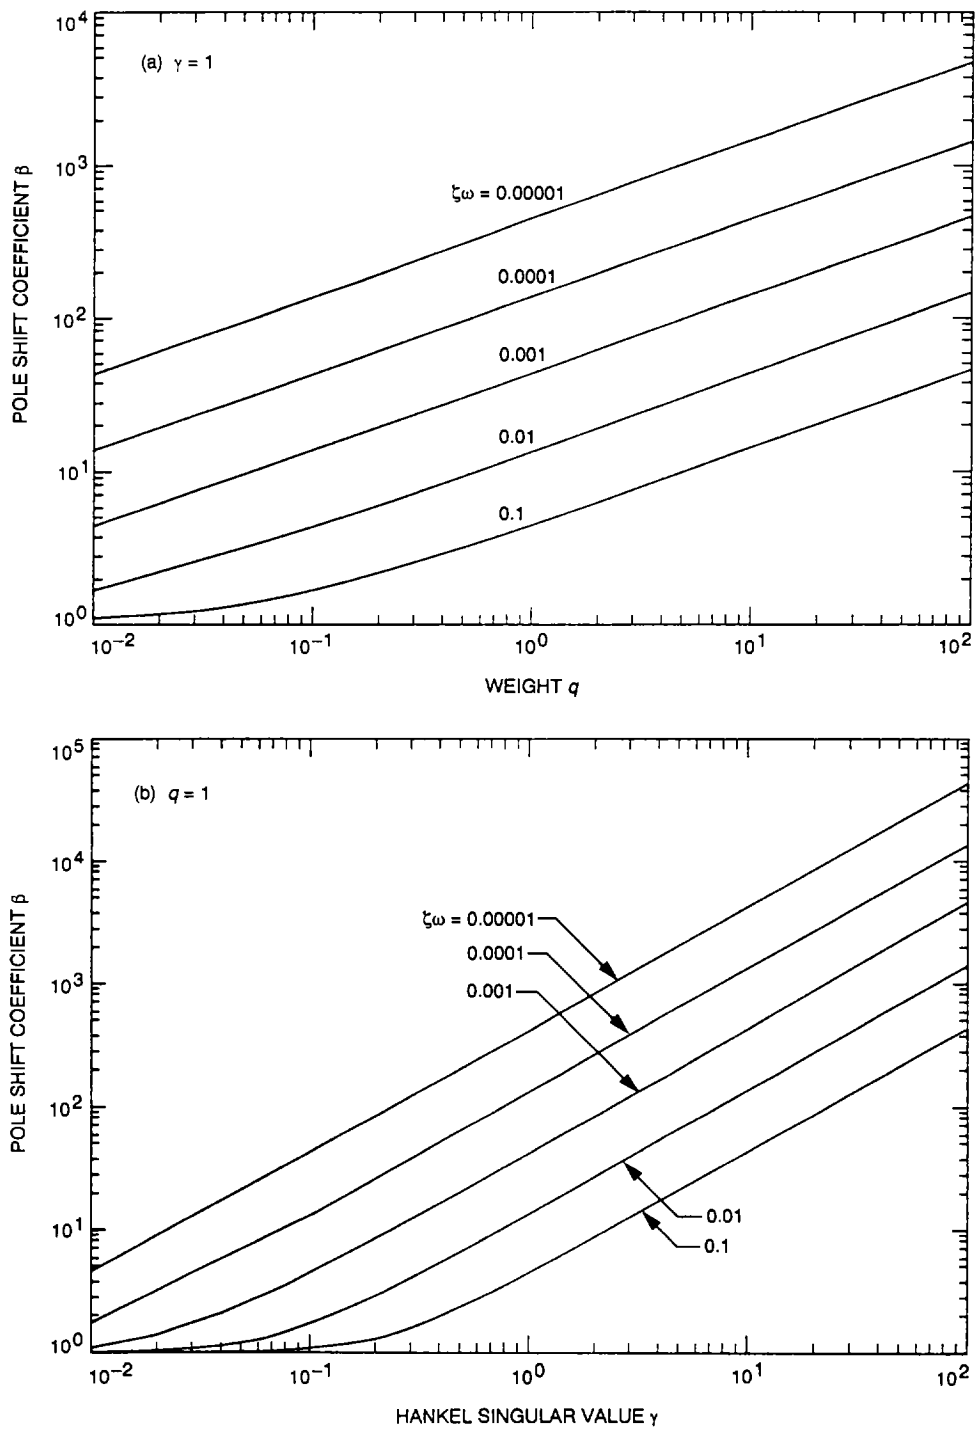 10^4
(a) γ = 1
10^3
ζω = 0.00001
0.0001
10^2
0.001
0.01
10^1
0.1
10^0
10^-2 10^-1 10^0 10^1 10^2
POLE SHIFT COEFFICIENT β
WEIGHT q
10^5
(b) q = 1
10^4
ζω = 0.00001
0.0001
10^3
0.001
10^2
0.01
10^1
0.1
10^0
10^-2 10^-1 10^0 10^1 10^2
POLE SHIFT COEFFICIENT β
HANKEL SINGULAR VALUE γ